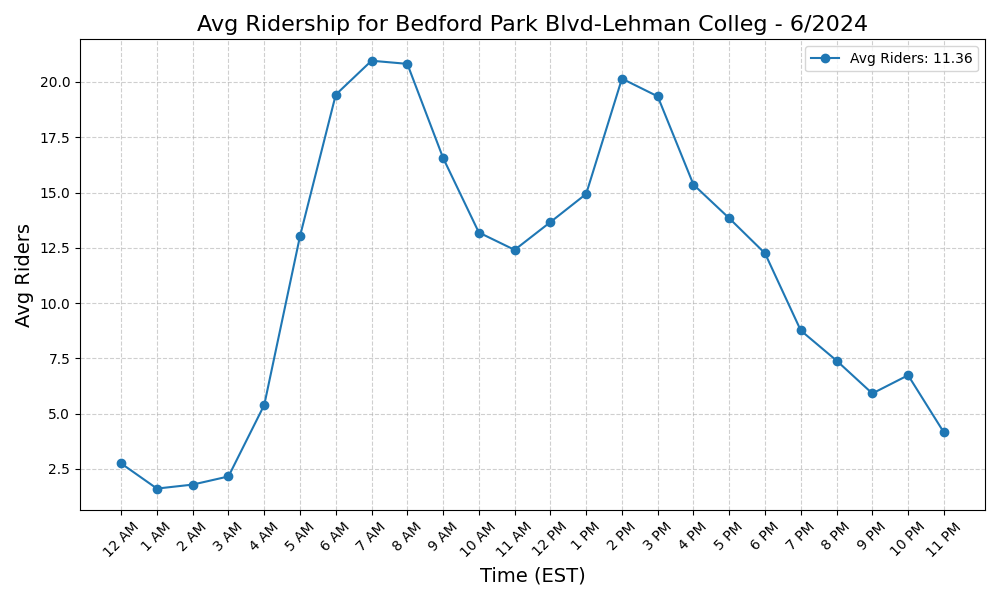 Avg Ridership for Bedford Park Blvd-Lehman Colleg - 6/2024
Avg Riders: 11.36
Avg Riders
20.0
17.5
15.0
12.5
10.0
7.5
5.0
2.5
12 AM
1 AM
2 AM
3 AM
4 AM
5 AM
6 AM
7 AM
8 AM
9 AM
10 AM
11 AM
12 PM
1 PM
2 PM
3 PM
4 PM
5 PM
6 PM
7 PM
8 PM
9 PM
10 PM
11 PM
Time (EST)